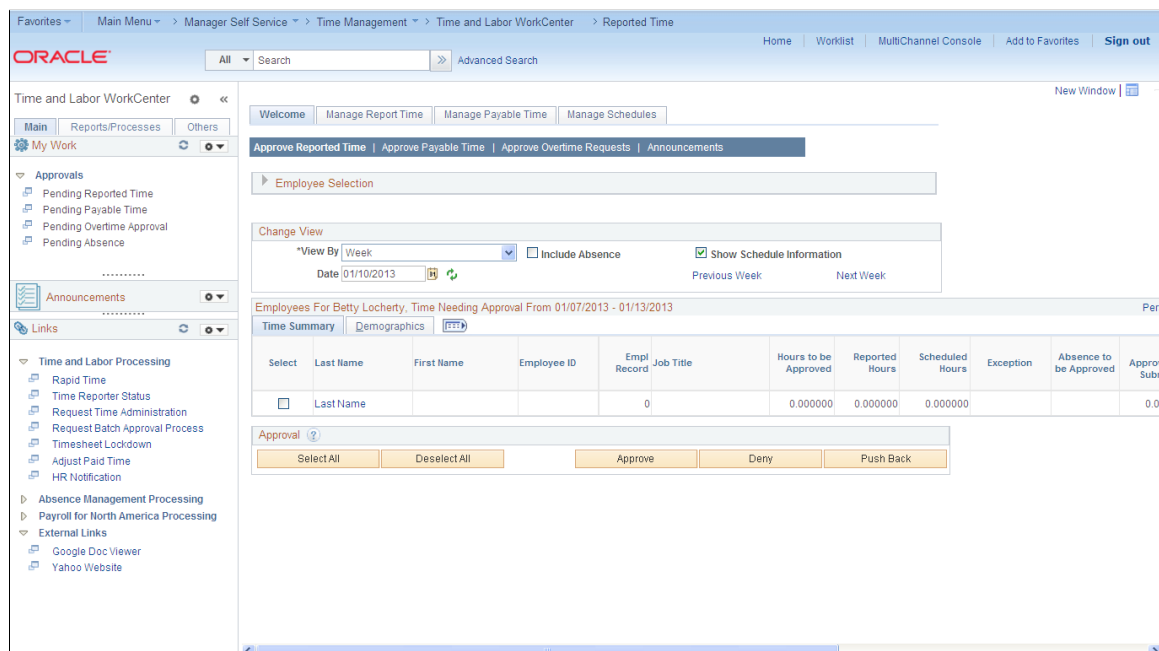 Favorites Main Menu > Manager Self Service > Time Management > Time and Labor WorkCenter > Reported Time
Home Worklist MultiChannel Console Add to Favorites Sign out
ORACLE
All Search >> Advanced Search
New Window
Time and Labor WorkCenter «
Main Reports/Processes Others
My Work
Approvals
Pending Reported Time
Pending Payable Time
Pending Overtime Approval
Pending Absence
Announcements
Links
Time and Labor Processing
Rapid Time
Time Reporter Status
Request Time Administration
Request Batch Approval Process
Timesheet Lockdown
Adjust Paid Time
HR Notification
Absence Management Processing
Payroll for North America Processing
External Links
Google Doc Viewer
Yahoo Website
Welcome Manage Report Time Manage Payable Time Manage Schedules
Approve Reported Time | Approve Payable Time | Approve Overtime Requests | Announcements
Employee Selection
Change View
*View By Week Include Absence Show Schedule Information
Date 01/10/2013 Previous Week Next Week
Employees For Betty Locherty, Time Needing Approval From 01/07/2013 - 01/13/2013 Per
Time Summary Demographics
Select Last Name First Name Employee ID Empl Record Job Title Hours to be Approved Reported Hours Scheduled Hours Exception Absence to be Approved Approv Subm
Last Name 0 0.000000 0.000000 0.000000 0.0
Approval ?
Select All Deselect All Approve Deny Push Back